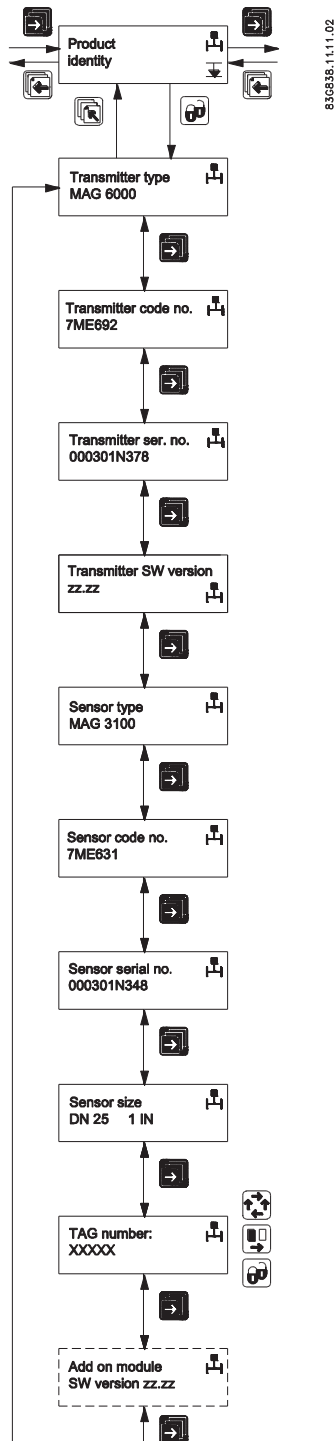 83G838.11.11.02
Product
identity
Transmitter type
MAG 6000
Transmitter code no.
7ME692
Transmitter ser. no.
000301N378
Transmitter SW version
zz.zz
Sensor type
MAG 3100
Sensor code no.
7ME631
Sensor serial no.
000301N348
Sensor size
DN 25 1 IN
TAG number:
XXXXX
Add on module
SW version zz.zz